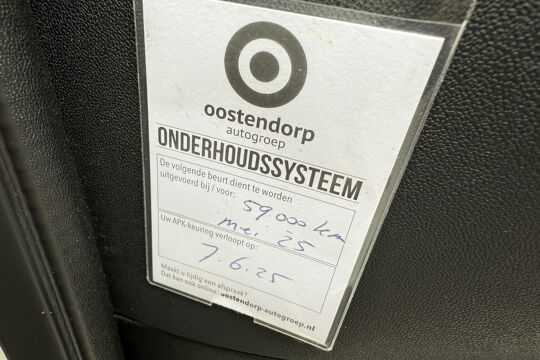 oostendorp
autogroep
ONDERHOUDSSYSTEEM
De volgende beurt dient te worden
uitgevoerd bij / voor: 59.000 km
mei 25
Uw APK-keuring verloopt op:
7.6.25
Maakt u tijdig een afspraak?
Dat kan ook online: oostendorp-autogroep.nl